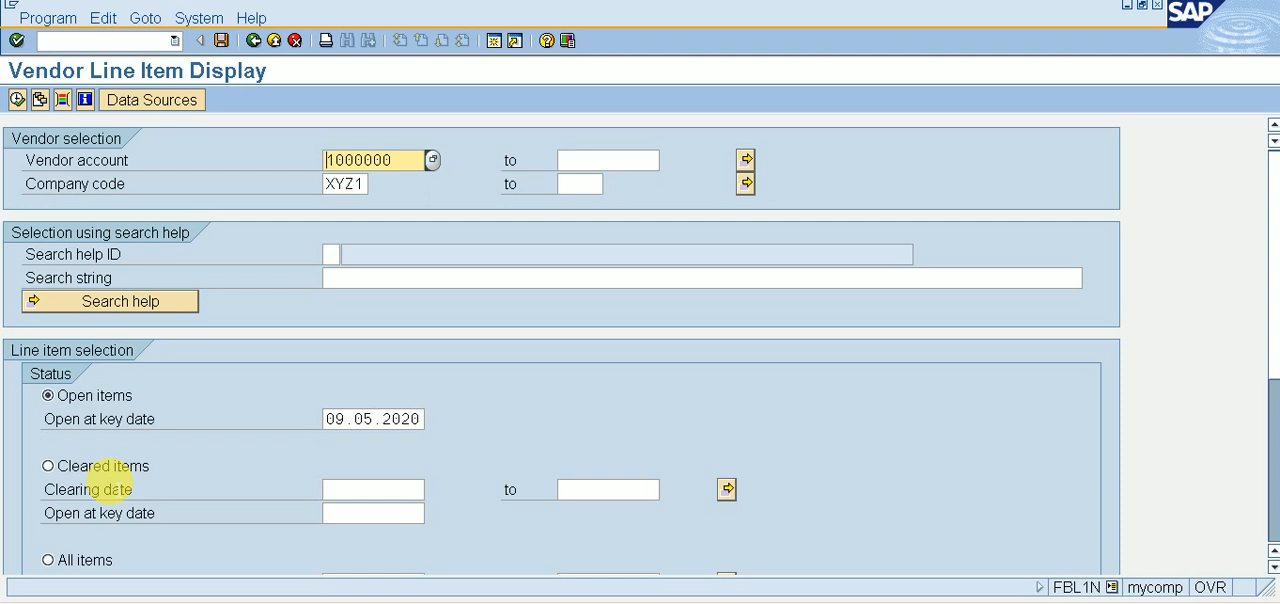 Program Edit Goto System Help
SAP
Vendor Line Item Display
Data Sources
Vendor selection
Vendor account 1000000 to
Company code XYZ1 to
Selection using search help
Search help ID
Search string
Search help
Line item selection
Status
Open items
Open at key date 09.05.2020
Cleared items
Clearing date to
Open at key date
All items
FBL1N mycomp OVR